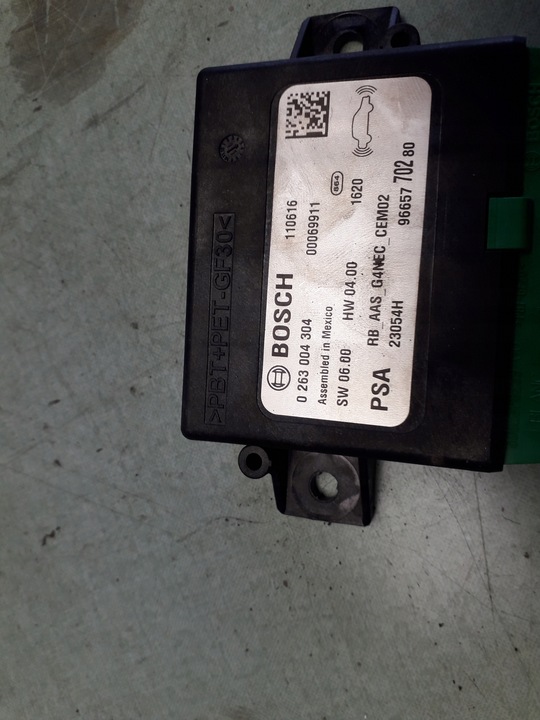 >PBT+PET-GF30<
BOSCH 110616
0 263 004 304 00069911
Assembled in Mexico 864
SW 06.00 HW 04.00 1620
RB_AAS_G4NEC_CEM02
PSA 23054H 96657 702 80